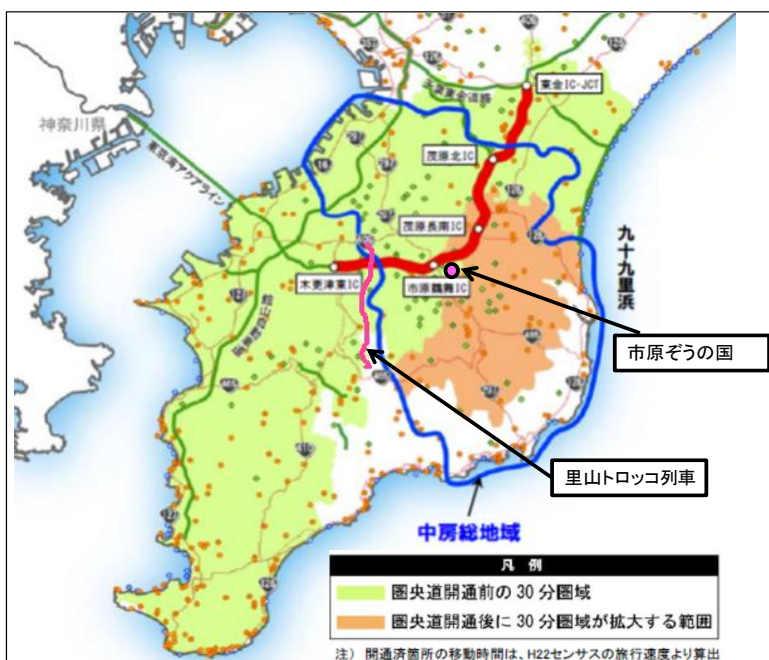 神奈川県
東京湾アクアライン
東金IC・JCT
茂原北IC
茂原長南IC
市原鶴舞IC
木更津東IC
九十九里浜
市原ぞうの国
里山トロッコ列車
中房総地域
凡 例
圏央道開通前の30分圏域
圏央道開通後に30分圏域が拡大する範囲
注) 開通済箇所の移動時間は、H22センサスの旅行速度より算出